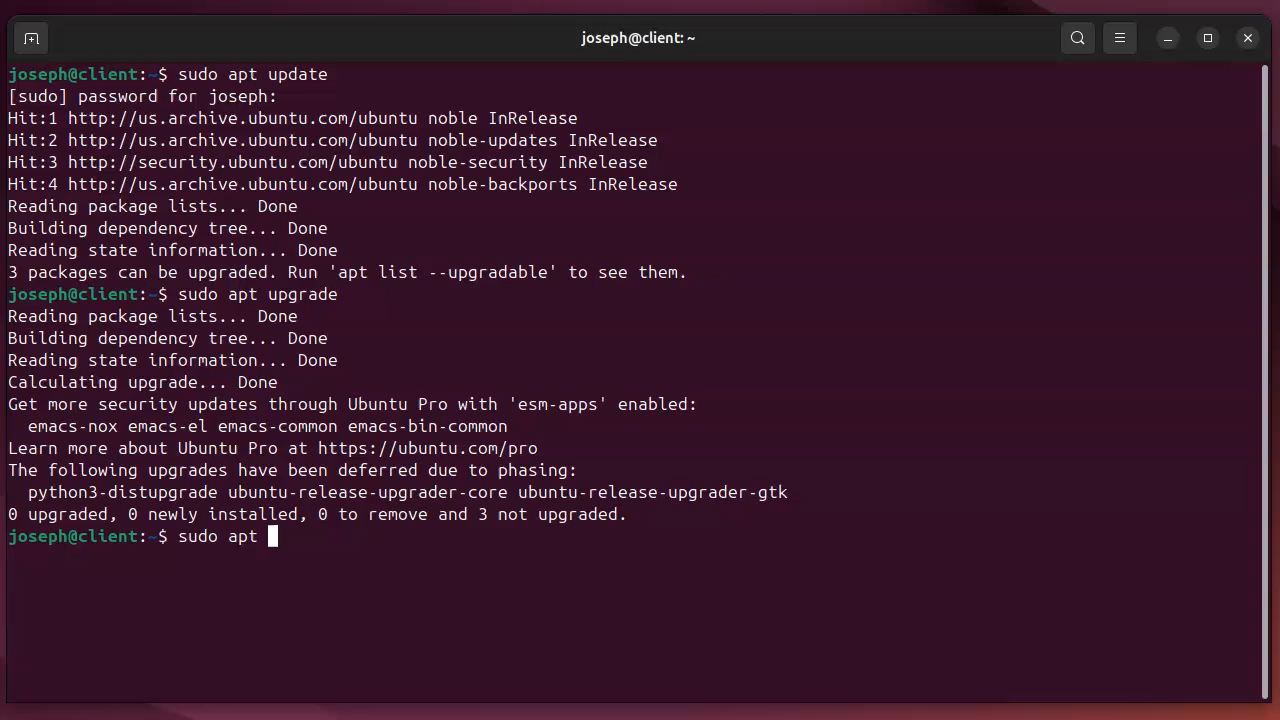 joseph@client: ~
joseph@client:~$ sudo apt update
[sudo] password for joseph:
Hit:1 http://us.archive.ubuntu.com/ubuntu noble InRelease
Hit:2 http://us.archive.ubuntu.com/ubuntu noble-updates InRelease
Hit:3 http://security.ubuntu.com/ubuntu noble-security InRelease
Hit:4 http://us.archive.ubuntu.com/ubuntu noble-backports InRelease
Reading package lists... Done
Building dependency tree... Done
Reading state information... Done
3 packages can be upgraded. Run 'apt list --upgradable' to see them.
joseph@client:~$ sudo apt upgrade
Reading package lists... Done
Building dependency tree... Done
Reading state information... Done
Calculating upgrade... Done
Get more security updates through Ubuntu Pro with 'esm-apps' enabled:
  emacs-nox emacs-el emacs-common emacs-bin-common
Learn more about Ubuntu Pro at https://ubuntu.com/pro
The following upgrades have been deferred due to phasing:
  python3-distupgrade ubuntu-release-upgrader-core ubuntu-release-upgrader-gtk
0 upgraded, 0 newly installed, 0 to remove and 3 not upgraded.
joseph@client:~$ sudo apt